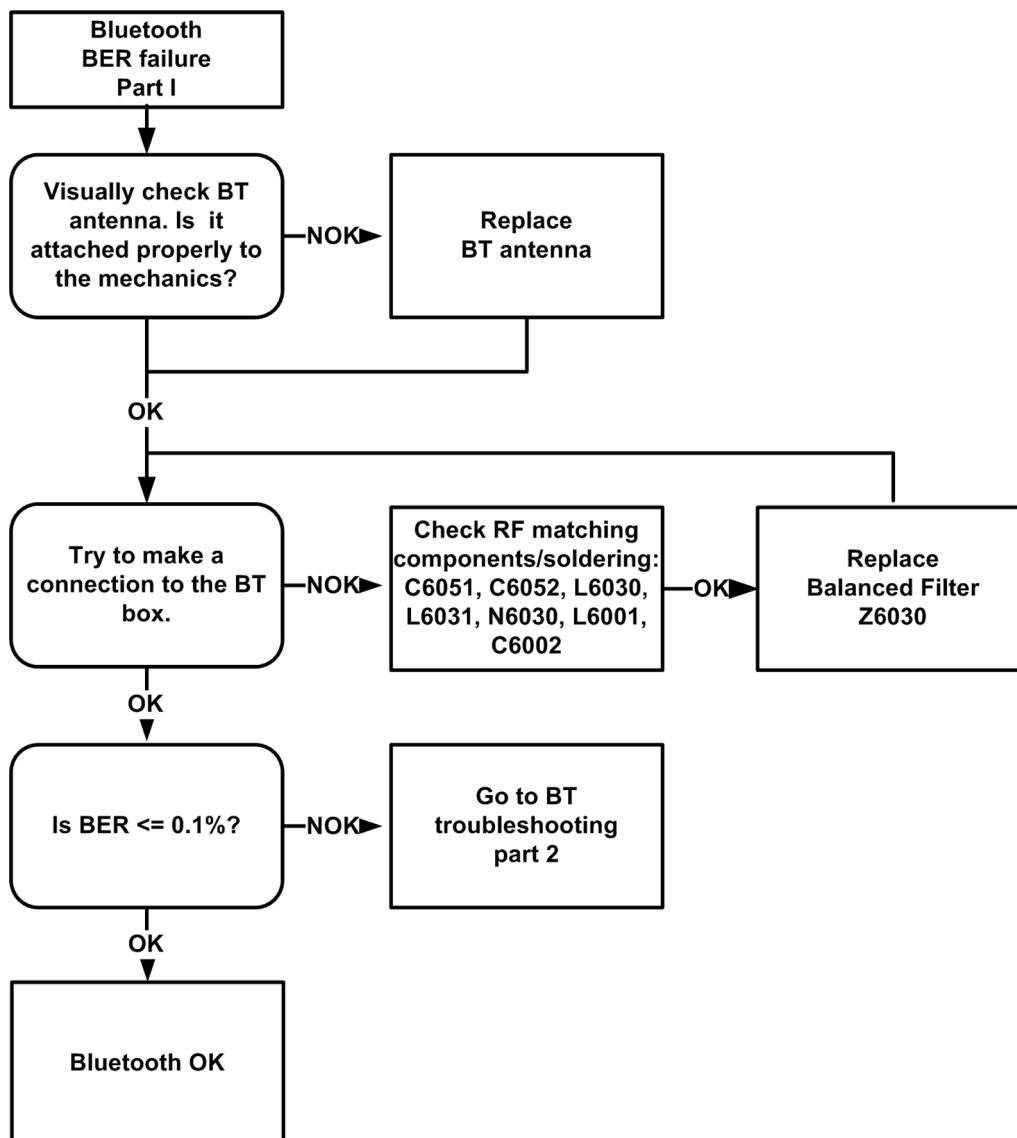 Bluetooth
BER failure
Part I
Visually check BT
antenna. Is it
attached properly to
the mechanics?
NOK
Replace
BT antenna
OK
Try to make a
connection to the BT
box.
NOK
Check RF matching
components/soldering:
C6051, C6052, L6030,
L6031, N6030, L6001,
C6002
OK
Replace
Balanced Filter
Z6030
OK
Is BER <= 0.1%?
NOK
Go to BT
troubleshooting
part 2
OK
Bluetooth OK